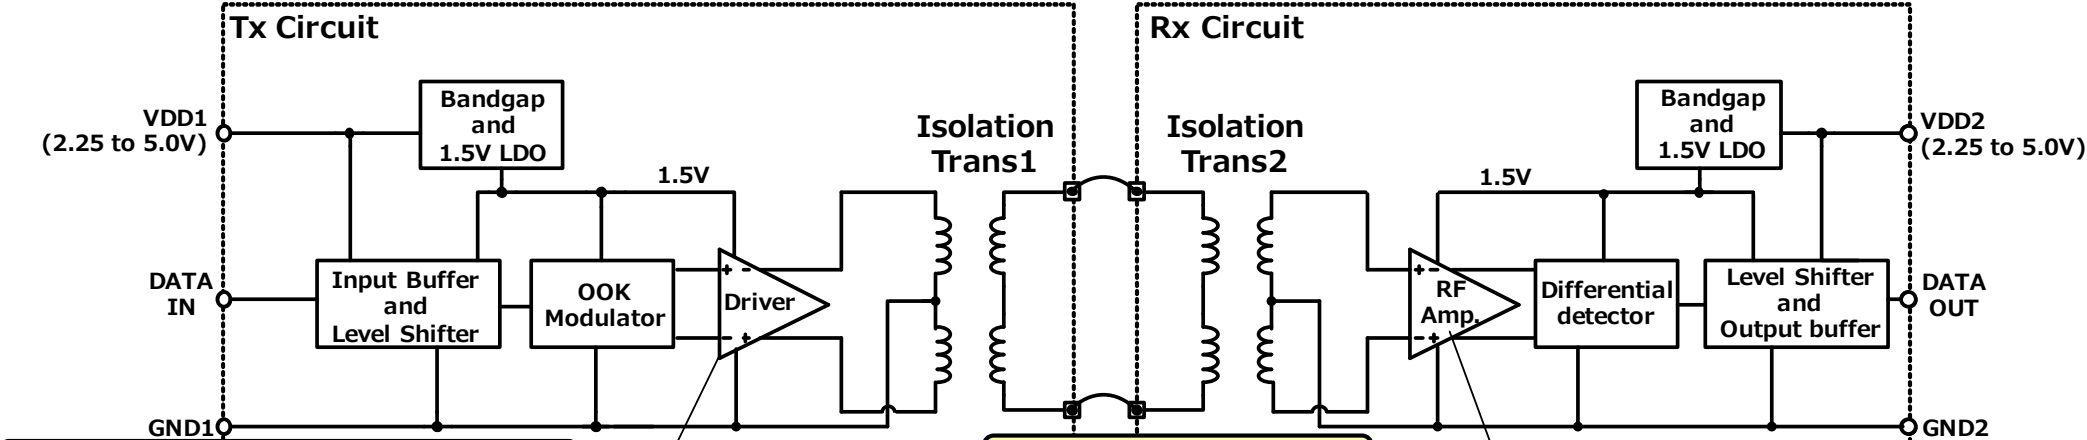 Tx Circuit
Rx Circuit
VDD1
(2.25 to 5.0V)
Bandgap
and
1.5V LDO
1.5V
Isolation
Trans1
Isolation
Trans2
Bandgap
and
1.5V LDO
1.5V
VDD2
(2.25 to 5.0V)
DATA
IN
Input Buffer
and
Level Shifter
OOK
Modulator
+ -
Driver
- +
+ -
RF
Amp.
- +
Differential
detector
Level Shifter
and
Output buffer
DATA
OUT
GND1
GND2